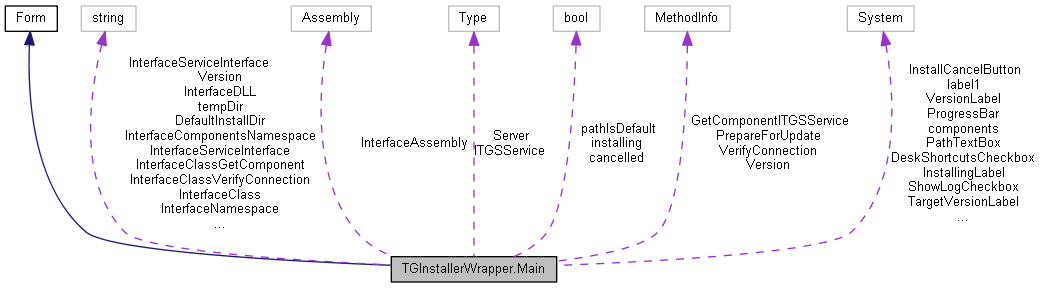 Form
string
Assembly
Type
bool
MethodInfo
System
InterfaceServiceInterface
Version
InterfaceDLL
tempDir
DefaultInstallDir
InterfaceComponentsNamespace
InterfaceServiceInterface
InterfaceClassGetComponent
InterfaceClassVerifyConnection
InterfaceClass
InterfaceNamespace
...
InterfaceAssembly
Server
ITGSService
pathIsDefault
installing
cancelled
GetComponentITGSService
PrepareForUpdate
VerifyConnection
Version
InstallCancelButton
label1
VersionLabel
ProgressBar
components
PathTextBox
DeskShortcutsCheckbox
InstallingLabel
ShowLogCheckbox
TargetVersionLabel
...
TGInstallerWrapper.Main